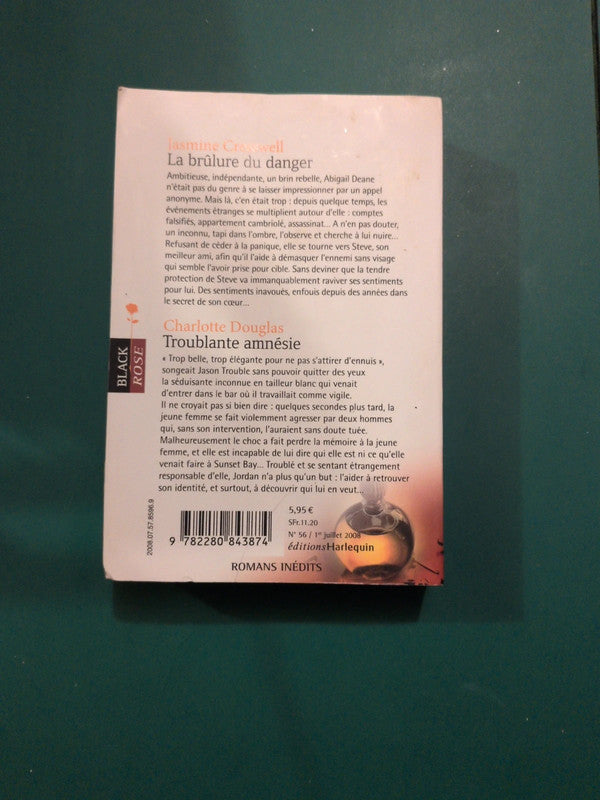 Jasmine Cresswell
La brûlure du danger
Ambitieuse, indépendante, un brin rebelle, Abigail Deane
n'était pas du genre à se laisser impressionner par un appel
anonyme. Mais là, c'en était trop : depuis quelque temps, les
événements étranges se multiplient autour d'elle : comptes
falsifiés, appartement cambriolé, assassinat... A n'en pas douter,
un inconnu, tapi dans l'ombre, l'observe et cherche à lui nuire...
Refusant de céder à la panique, elle se tourne vers Steve, son
meilleur ami, afin qu'il l'aide à démasquer l'ennemi sans visage
qui semble l'avoir prise pour cible. Sans deviner que la tendre
protection de Steve va immanquablement raviver ses sentiments
pour lui. Des sentiments inavoués, enfouis depuis des années dans
le secret de son cœur...
Charlotte Douglas
Troublante amnésie
« Trop belle, trop élégante pour ne pas s'attirer d'ennuis »,
songeait Jason Trouble sans pouvoir quitter des yeux
la séduisante inconnue en tailleur blanc qui venait
d'entrer dans le bar où il travaillait comme vigile.
Il ne croyait pas si bien dire : quelques secondes plus tard, la
jeune femme se fait violemment agresser par deux hommes
qui, sans son intervention, l'auraient sans doute tuée.
Malheureusement le choc a fait perdre la mémoire à la jeune
femme, et elle est incapable de lui dire qui elle est ni ce qu'elle
venait faire à Sunset Bay... Troublé et se sentant étrangement
responsable d'elle, Jordan n'a plus qu'un but : l'aider à retrouver
son identité, et surtout, à découvrir qui lui en veut...
BLACK
ROSE
2008.07.57.8596.9
9 782280 843874
5,95 €
SFr.11.20
N° 56 / 1er juillet 2008
éditionsHarlequin
ROMANS INÉDITS